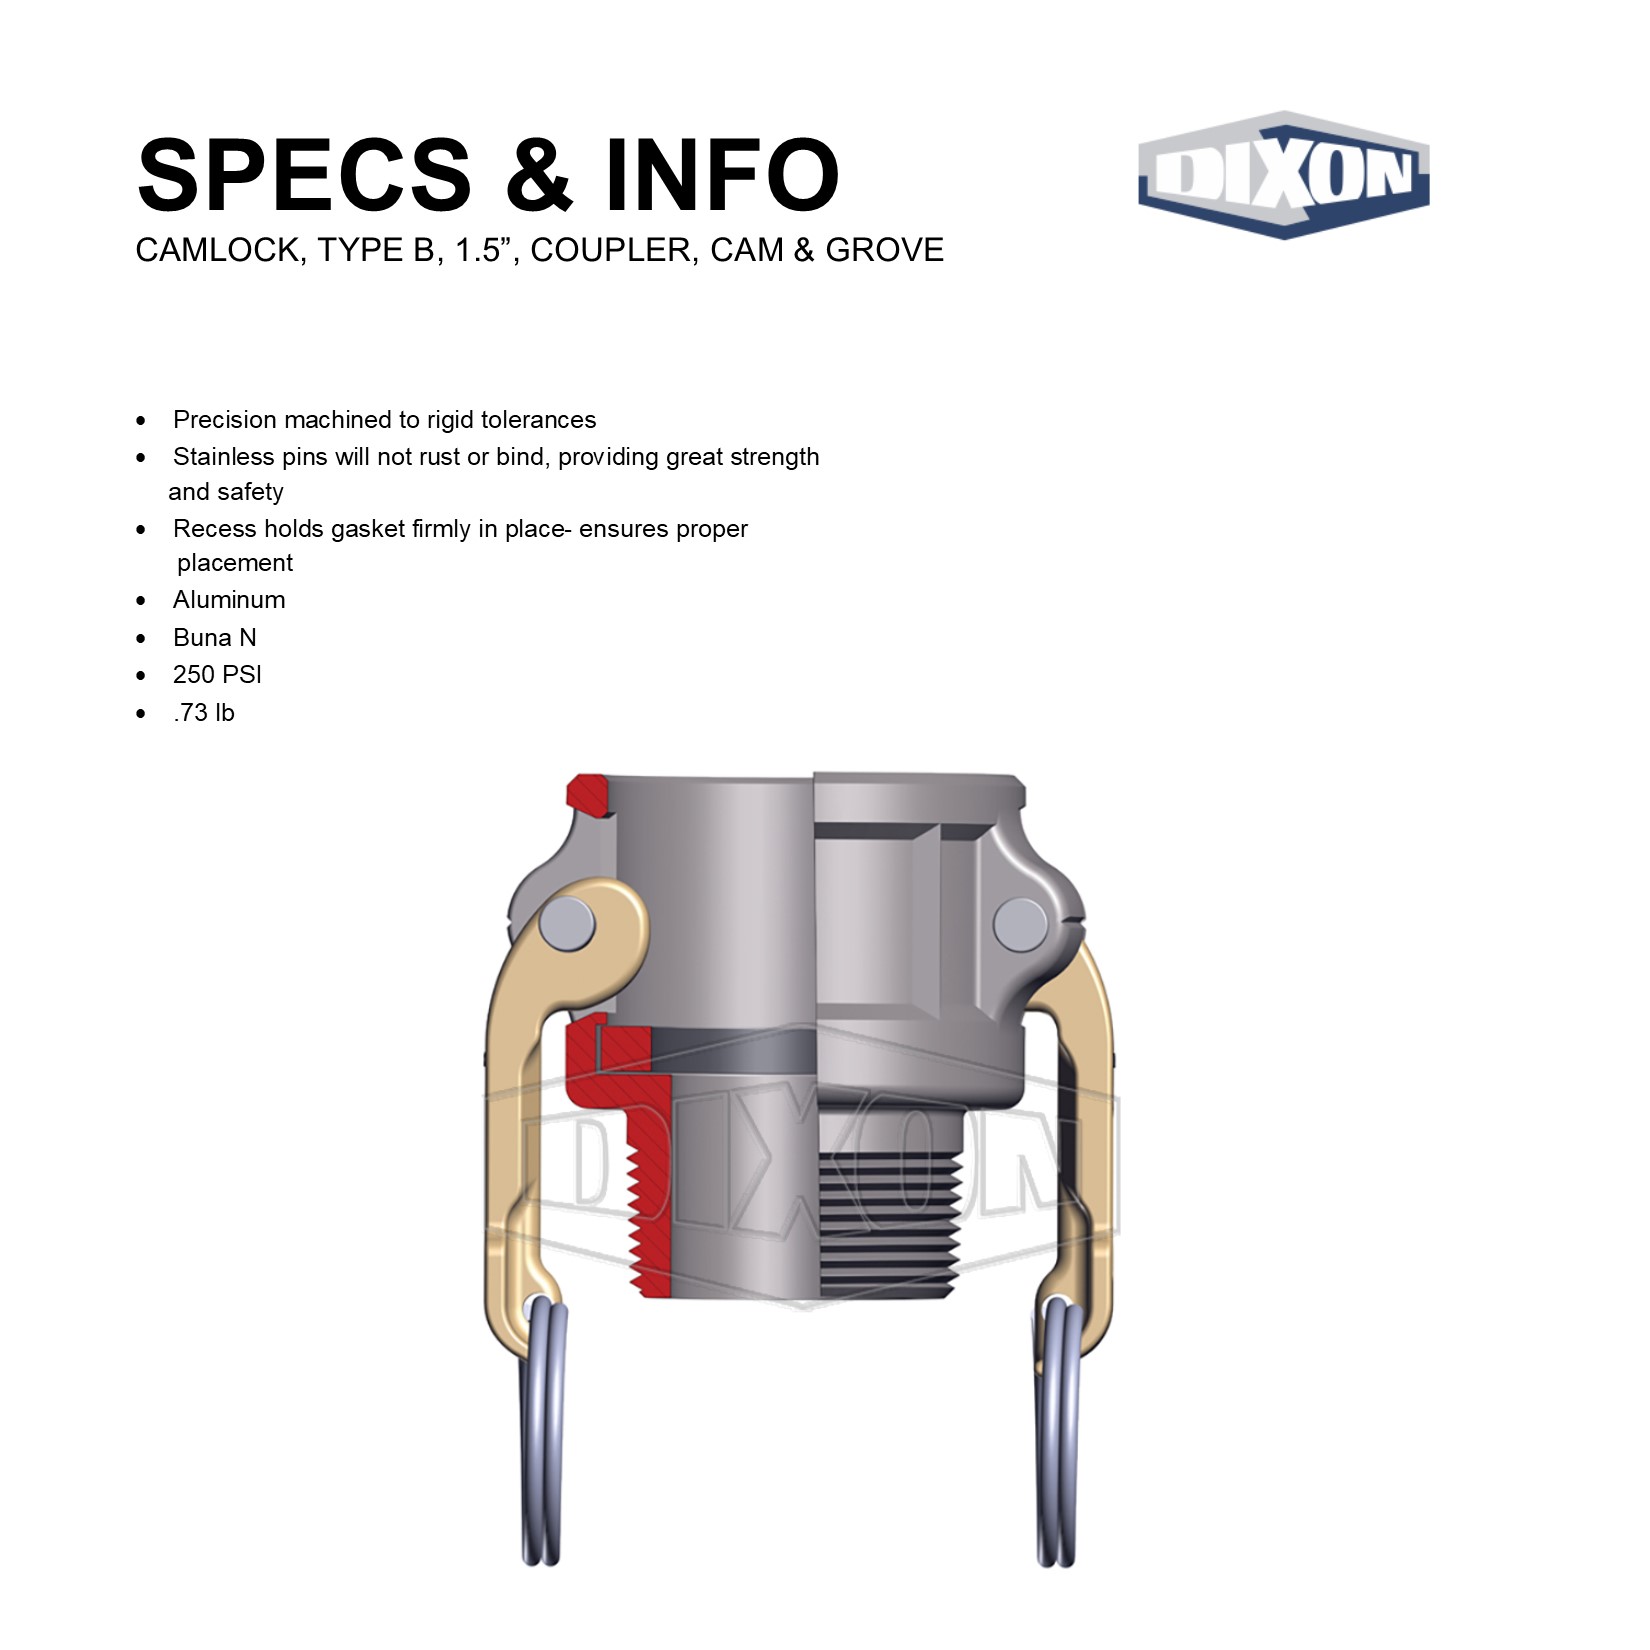 SPECS & INFO
DIXON
CAMLOCK, TYPE B, 1.5”, COUPLER, CAM & GROVE
• Precision machined to rigid tolerances
• Stainless pins will not rust or bind, providing great strength
and safety
• Recess holds gasket firmly in place- ensures proper
placement
• Aluminum
• Buna N
• 250 PSI
• .73 lb
DIXON